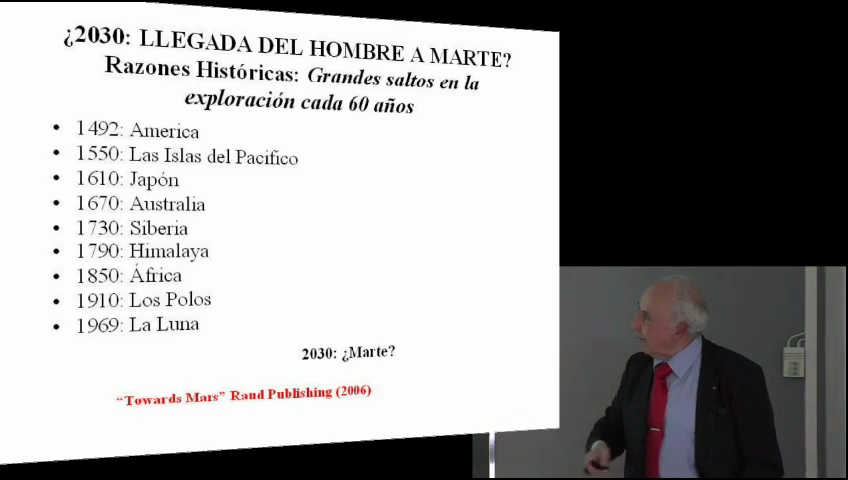 ¿2030: LLEGADA DEL HOMBRE A MARTE?
Razones Históricas: Grandes saltos en la
exploración cada 60 años
• 1492: America
• 1550: Las Islas del Pacifico
• 1610: Japón
• 1670: Australia
• 1730: Siberia
• 1790: Himalaya
• 1850: África
• 1910: Los Polos
• 1969: La Luna
2030: ¿Marte?
“Towards Mars” Raud Publishing (2006)